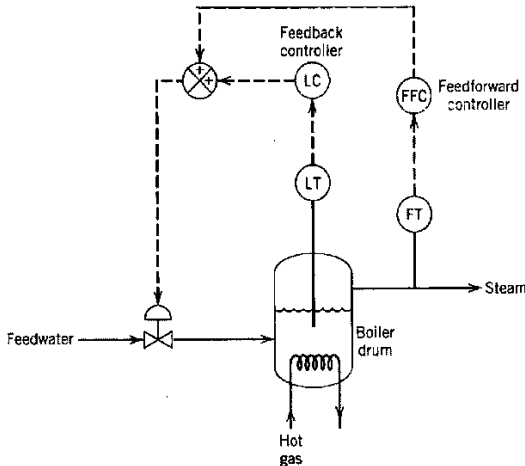 Feedback
controller
+
+
LC
FFC
Feedforward
controller
LT
FT
Steam
Feedwater
Boiler
drum
Hot
gas